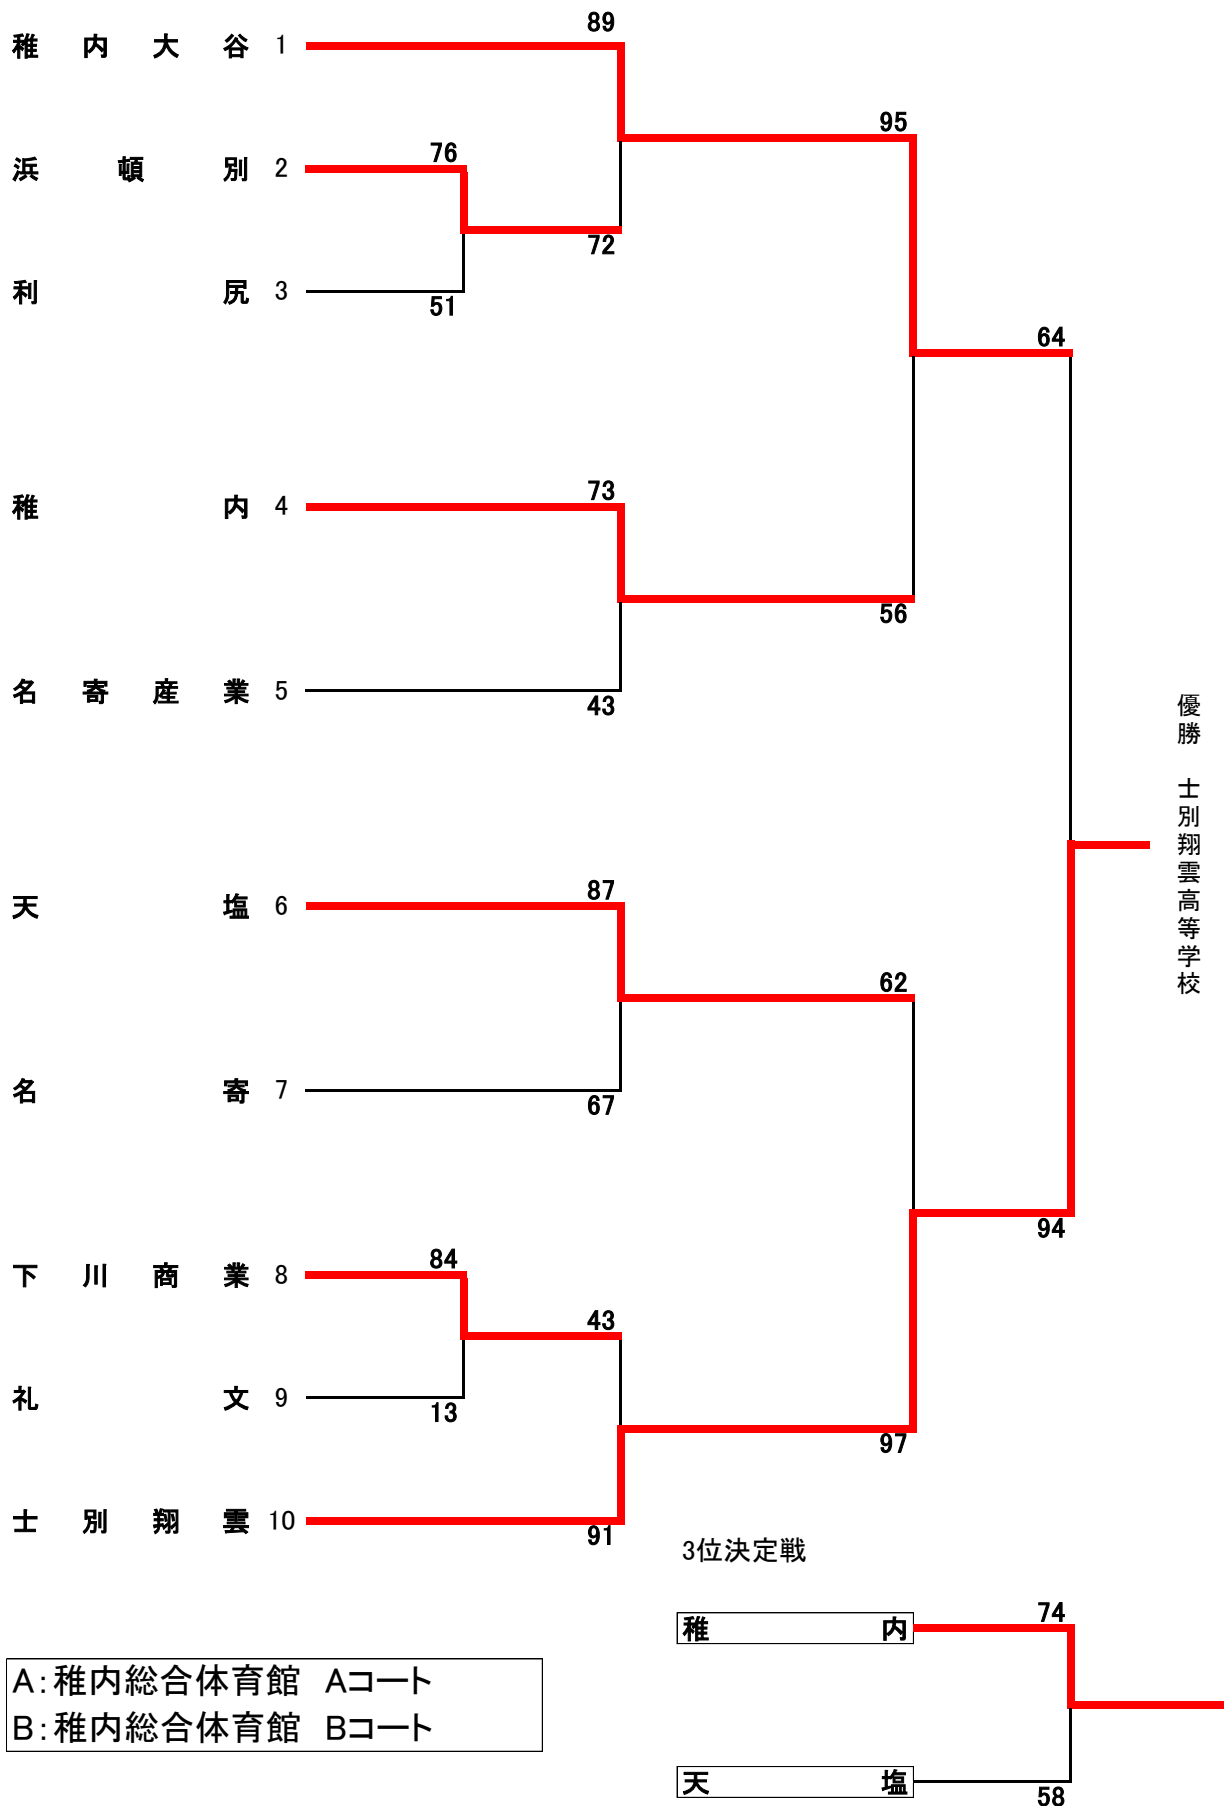 89
稚内大谷 1
95
76
浜頓別 2
72
利尻 3
51
64
73
稚内 4
56
名寄産業 5
43
優勝 士別翔雲高等学校
87
天塩 6
62
名寄 7
67
94
84
下川商業 8
43
礼文 9
13
97
士別翔雲 10
91
3位決定戦
74
稚内
A:稚内総合体育館 Aコート
B:稚内総合体育館 Bコート
天塩
58